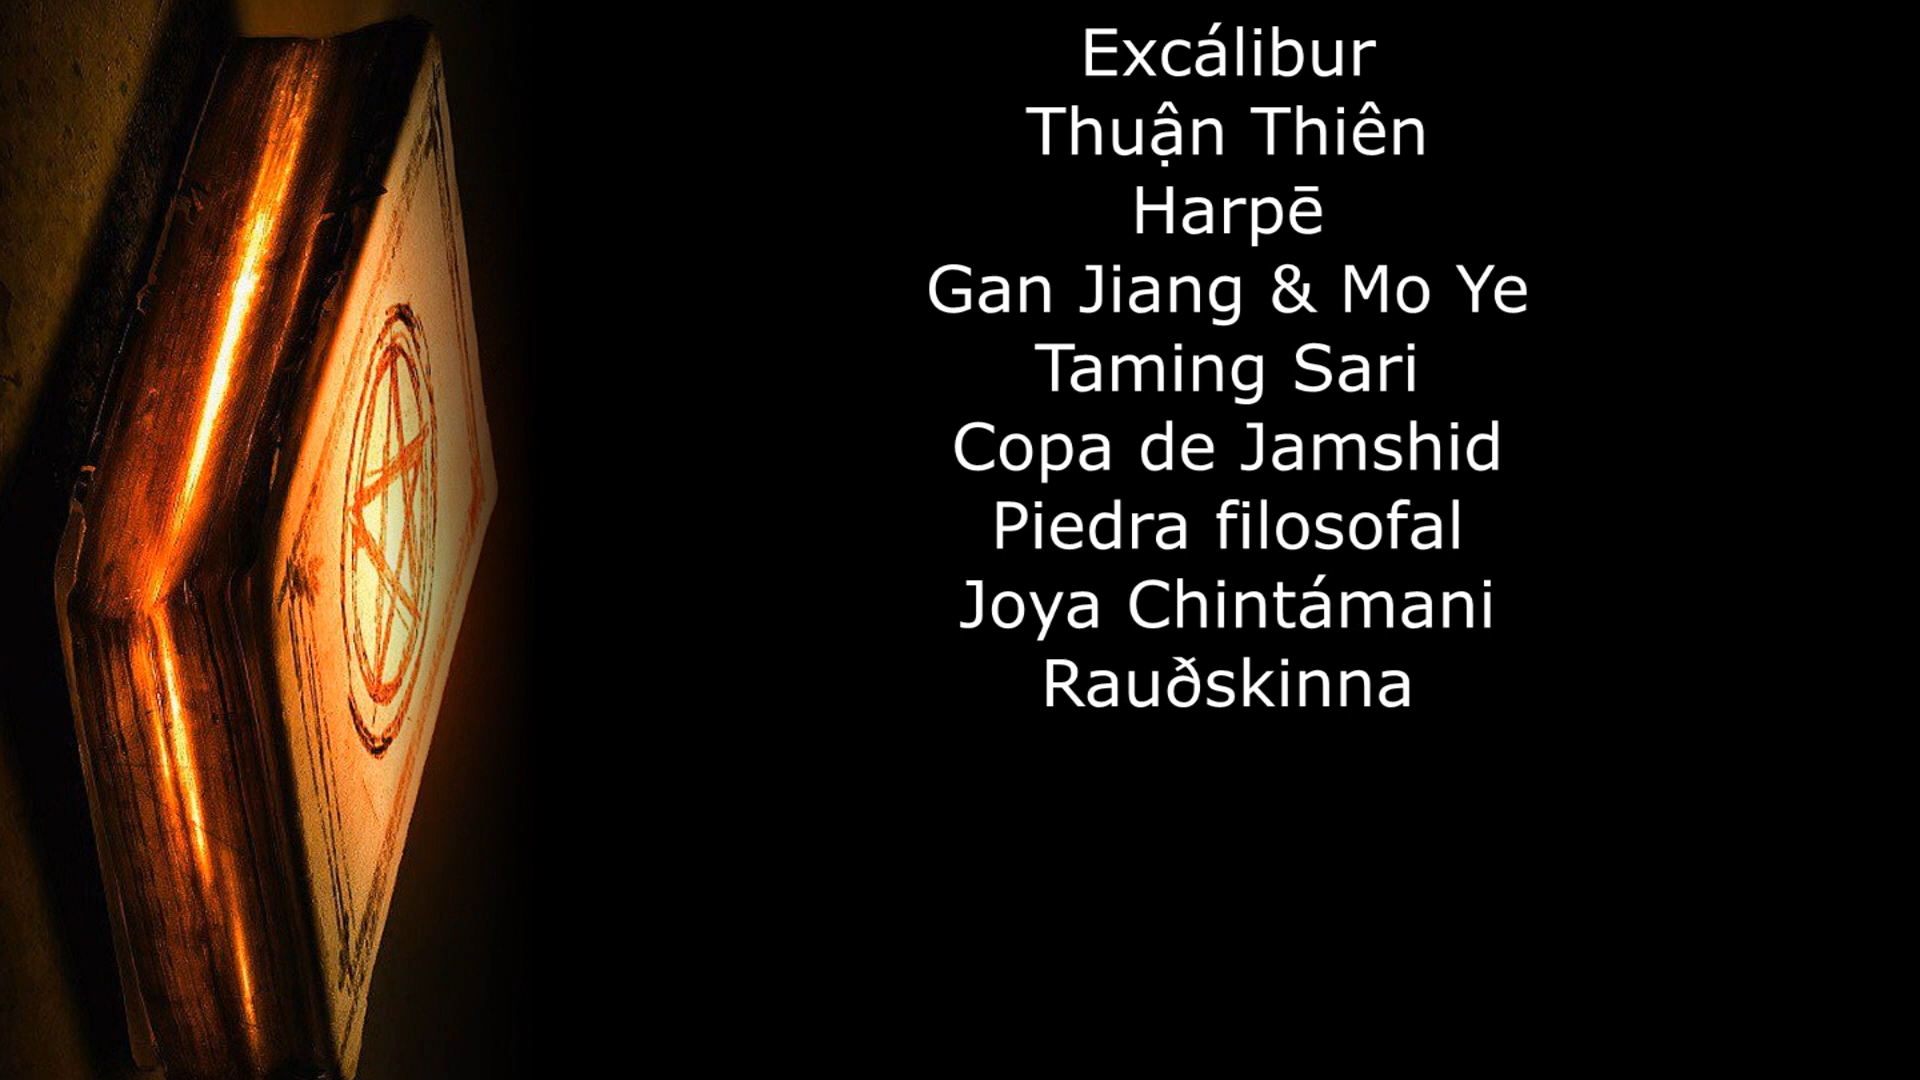 Excálibur
Thuận Thiên
Harpē
Gan Jiang & Mo Ye
Taming Sari
Copa de Jamshid
Piedra filosofal
Joya Chintámani
Rauðskinna